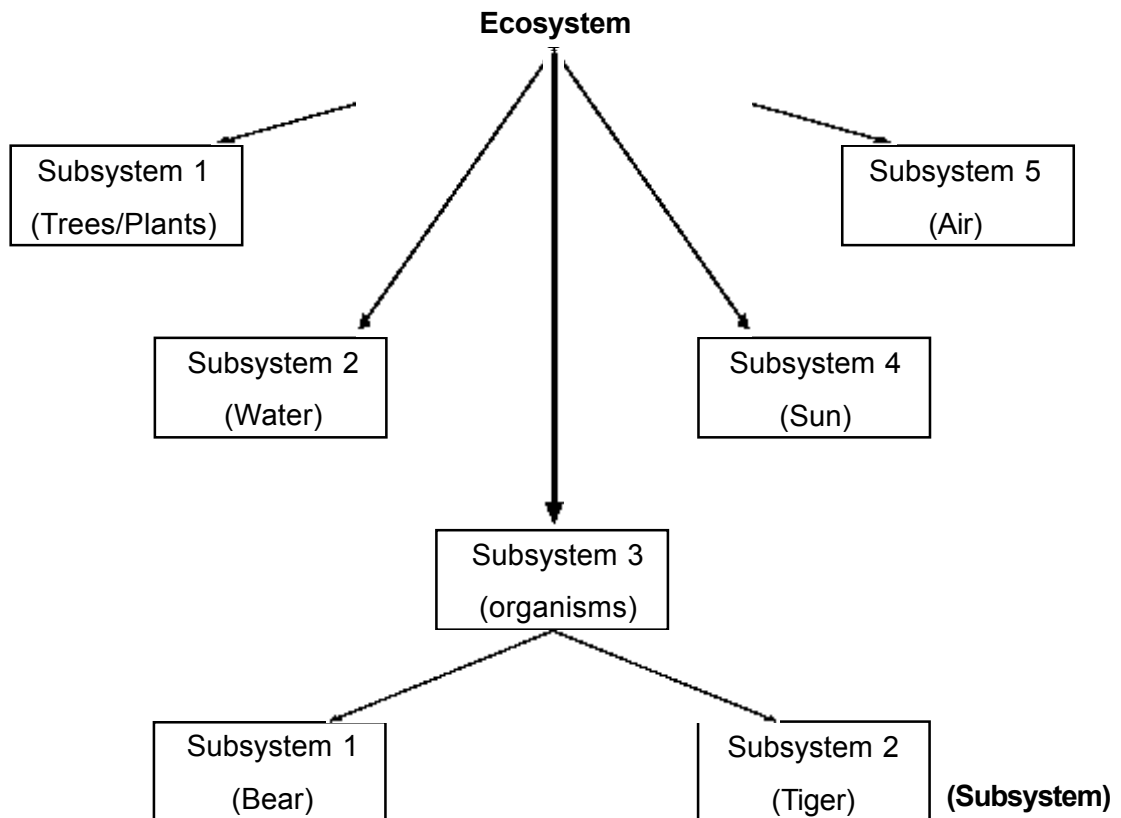 Ecosystem
Subsystem 1
(Trees/Plants)
Subsystem 5
(Air)
Subsystem 2
(Water)
Subsystem 4
(Sun)
Subsystem 3
(organisms)
Subsystem 1
(Bear)
Subsystem 2
(Tiger)
(Subsystem)